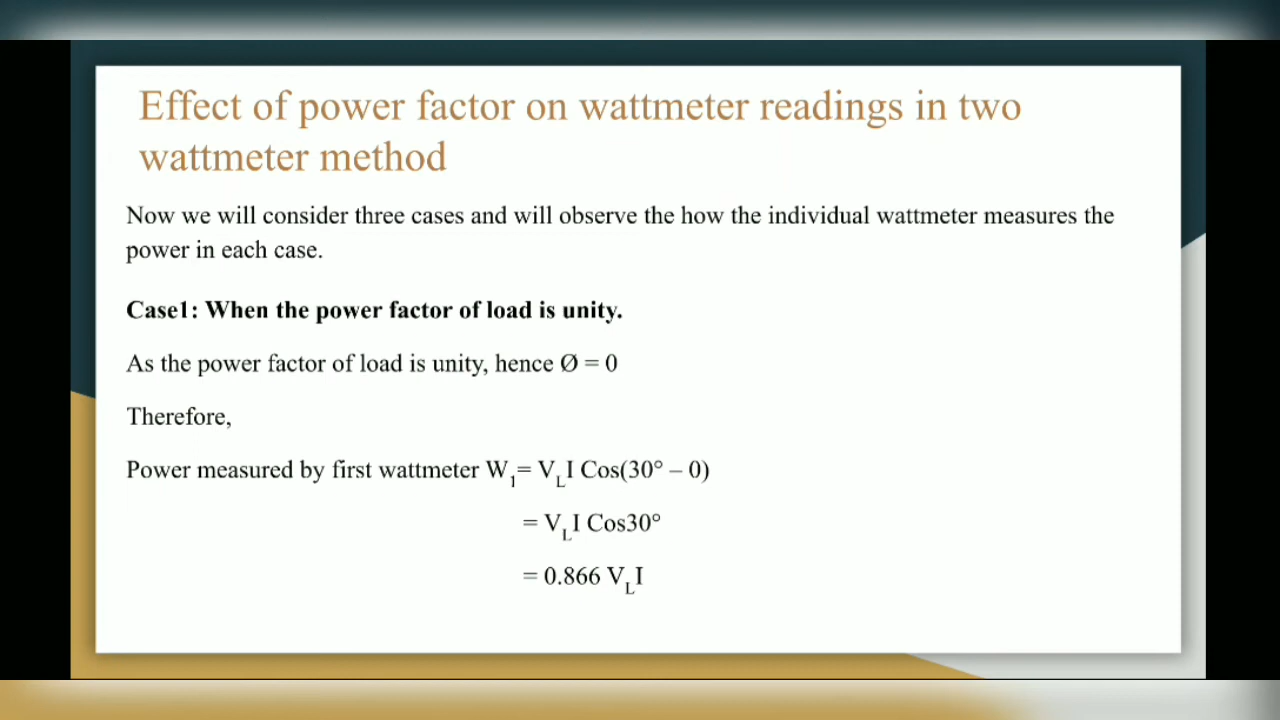 Effect of power factor on wattmeter readings in two
wattmeter method
Now we will consider three cases and will observe the how the individual wattmeter measures the
power in each case.
Case1: When the power factor of load is unity.
As the power factor of load is unity, hence Ø = 0
Therefore,
Power measured by first wattmeter W₁= V_L I Cos(30° – 0)
= V_L I Cos30°
= 0.866 V_L I